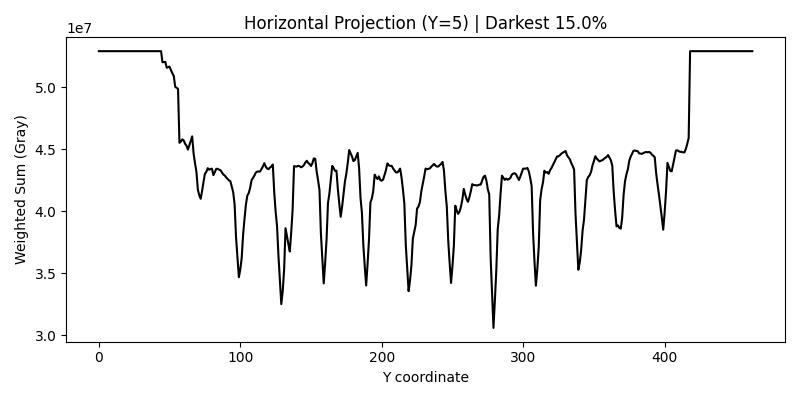 Horizontal Projection (Y=5) | Darkest 15.0%
1e7
5.0
4.5
4.0
3.5
3.0
Weighted Sum (Gray)
0
100
200
300
400
Y coordinate